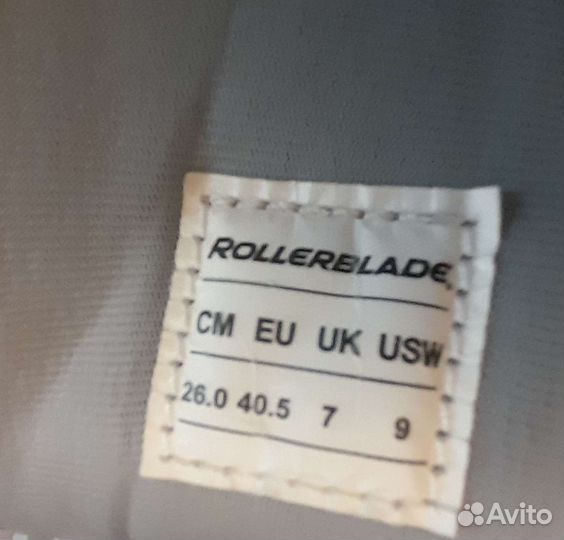 ROLLERBLADE
CM EU UK USW
26.0 40.5 7 9
Avito